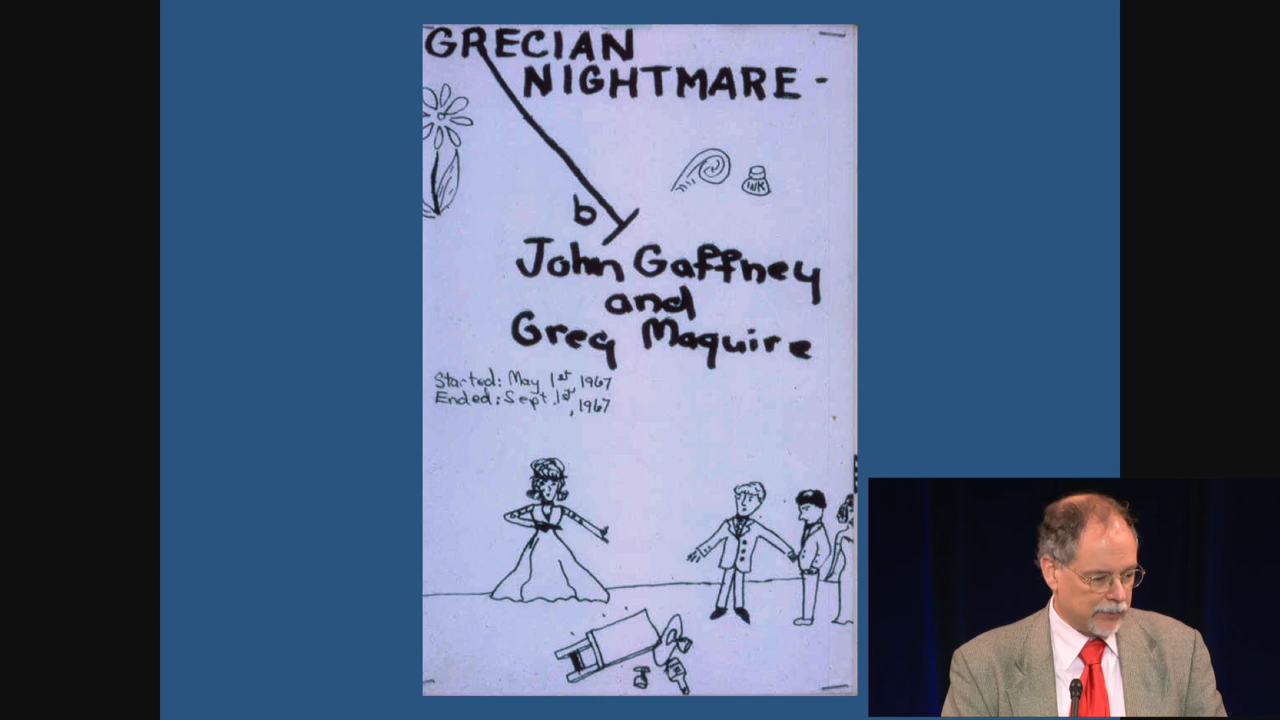 GRECIAN
NIGHTMARE -
INK
by
John Gaffney
and
Greg Maguire
Started: May 1st, 1967
Ended: Sept. 1st
, 1967